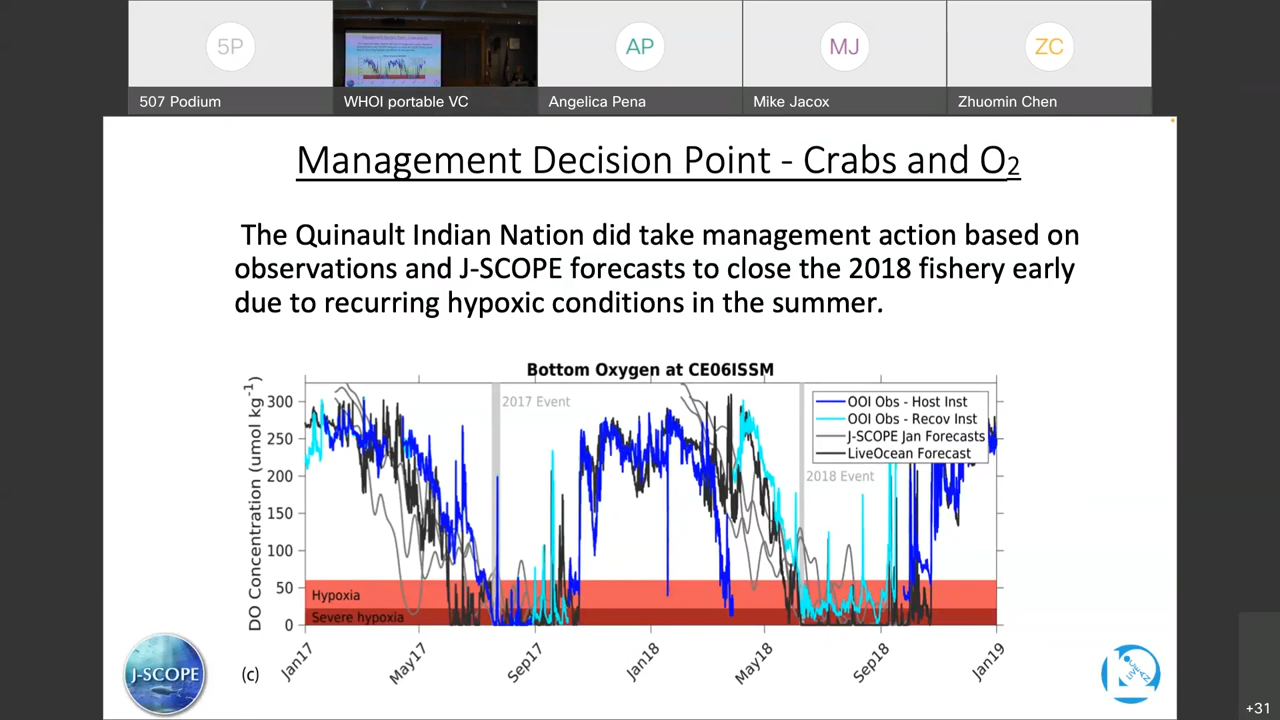 5P
AP
MJ
ZC
507 Podium
WHOI portable VC
Angelica Pena
Mike Jacox
Zhuomin Chen
Management Decision Point - Crabs and O2
The Quinault Indian Nation did take management action based on
observations and J-SCOPE forecasts to close the 2018 fishery early
due to recurring hypoxic conditions in the summer.
Bottom Oxygen at CE06ISSM
DO Concentration (umol kg-1)
300
250
200
150
100
50
0
2017 Event
2018 Event
OOI Obs - Host Inst
OOI Obs - Recov Inst
J-SCOPE Jan Forecasts
LiveOcean Forecast
Hypoxia
Severe hypoxia
Jan17
May17
Sep17
Jan18
May18
Sep18
Jan19
(c)
J-SCOPE
+31